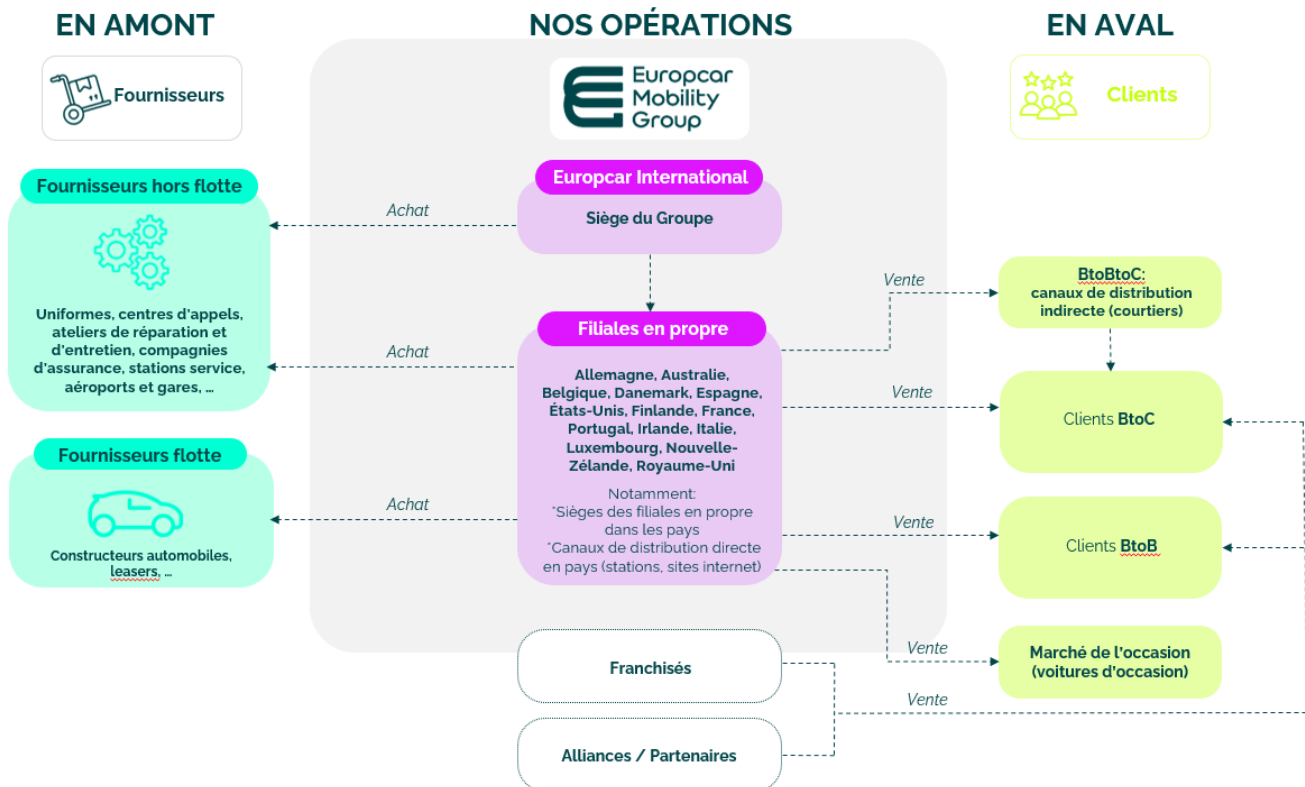 EN AMONT
NOS OPÉRATIONS
EN AVAL
Fournisseurs
Europcar
Mobility
Group
Clients
Fournisseurs hors flotte
Uniformes, centres d'appels,
ateliers de réparation et
d'entretien, compagnies
d'assurance, stations service,
aéroports et gares, …
Fournisseurs flotte
Constructeurs automobiles,
leasers, …
Achat
Achat
Achat
Europcar International
Siège du Groupe
Filiales en propre
Allemagne, Australie,
Belgique, Danemark, Espagne,
États-Unis, Finlande, France,
Portugal, Irlande, Italie,
Luxembourg, Nouvelle-
Zélande, Royaume-Uni
Notamment:
*Sièges des filiales en propre
dans les pays
*Canaux de distribution directe
en pays (stations, sites internet)
Franchisés
Alliances / Partenaires
Vente
Vente
Vente
Vente
Vente
BtoBtoC:
canaux de distribution
indirecte (courtiers)
Clients BtoC
Clients BtoB
Marché de l'occasion
(voitures d'occasion)